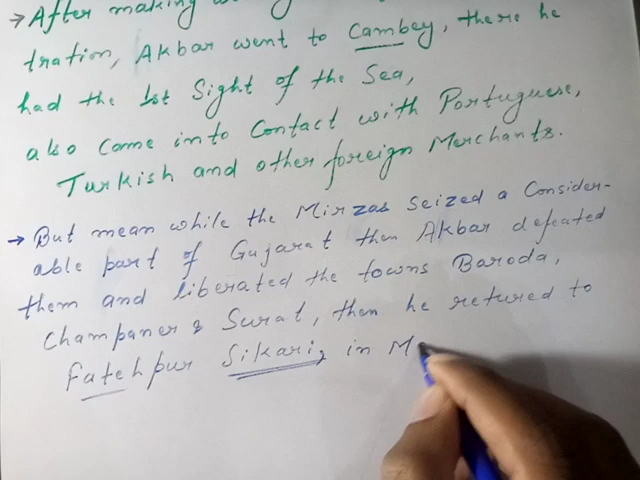 → After making
tration, Akbar went to Cambey, there he
had the 1st Sight of the Sea,
also Come into Contact with Portuguese,
Turkish and other foreign Merchants.
→ But mean while the Mirzas Seized a Consider-
able part of Gujarat then Akbar defeated
them and liberated the towns Baroda,
Champaner & Surat, then he retured to
Fatehpur Sikari, in M